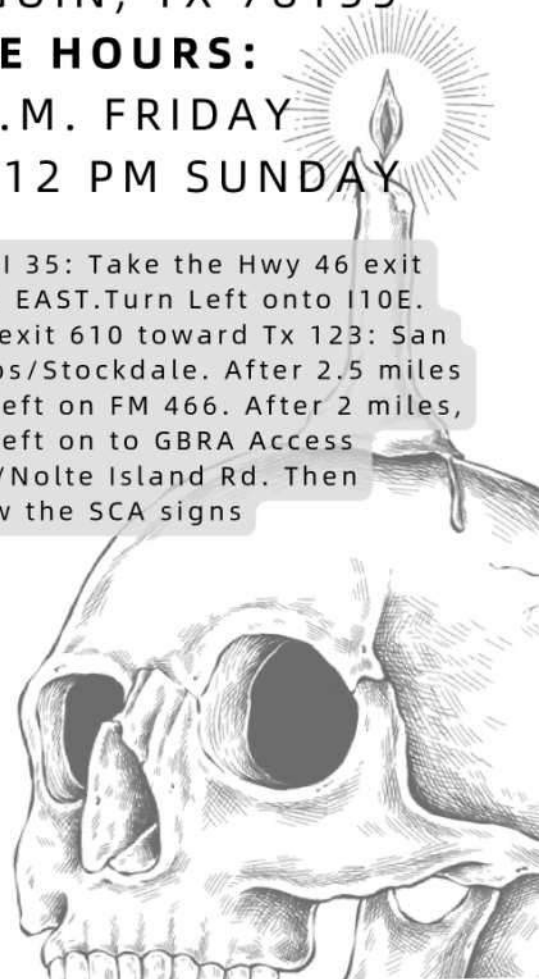 TX 78155
E HOURS:
.M. FRIDAY
12 PM SUNDAY
I 35: Take the Hwy 46 exit
EAST.Turn Left onto I10E.
exit 610 toward Tx 123: San
os/Stockdale. After 2.5 miles
eft on FM 466. After 2 miles,
eft on to GBRA Access
/Nolte Island Rd. Then
w the SCA signs